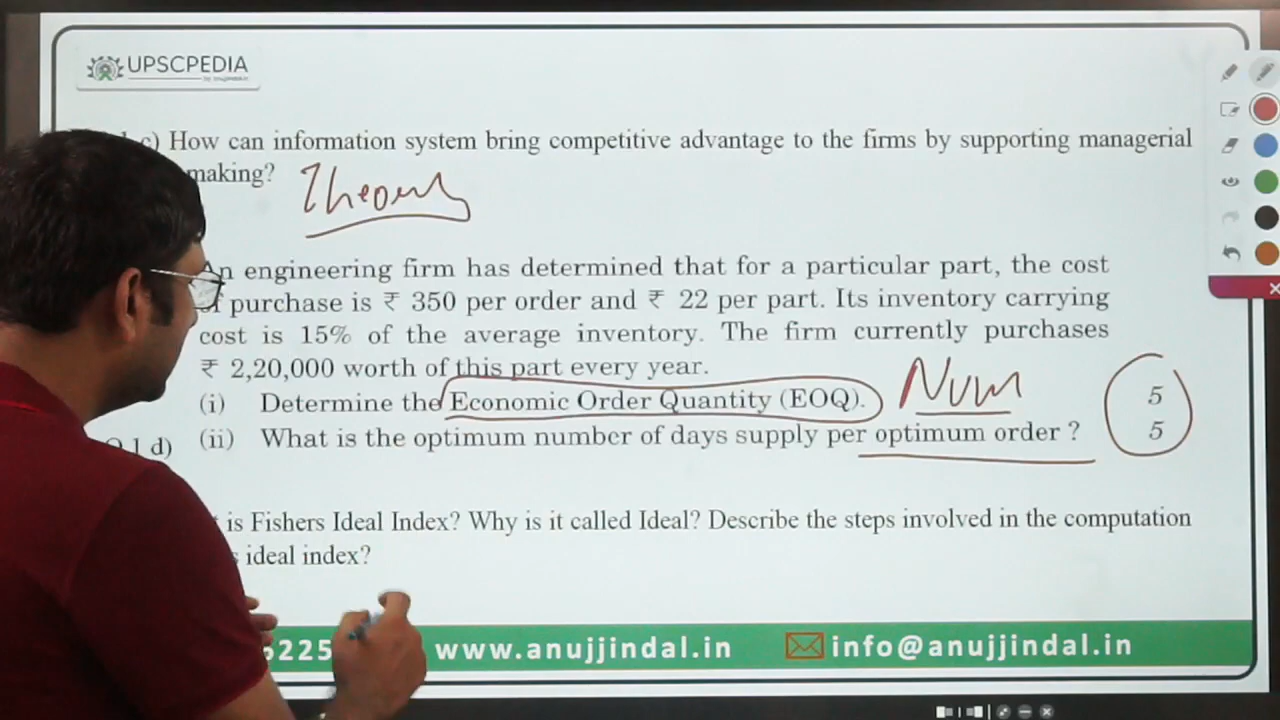 UPSCPEDIA
c) How can information system bring competitive advantage to the firms by supporting managerial
making?
Theory
An engineering firm has determined that for a particular part, the cost
of purchase is ₹ 350 per order and ₹ 22 per part. Its inventory carrying
cost is 15% of the average inventory. The firm currently purchases
₹ 2,20,000 worth of this part every year.
(i) Determine the Economic Order Quantity (EOQ). Num 5
Q.1 d) (ii) What is the optimum number of days supply per optimum order ? 5
is Fishers Ideal Index? Why is it called Ideal? Describe the steps involved in the computation
ideal index?
225 www.anujjindal.in info@anujjindal.in